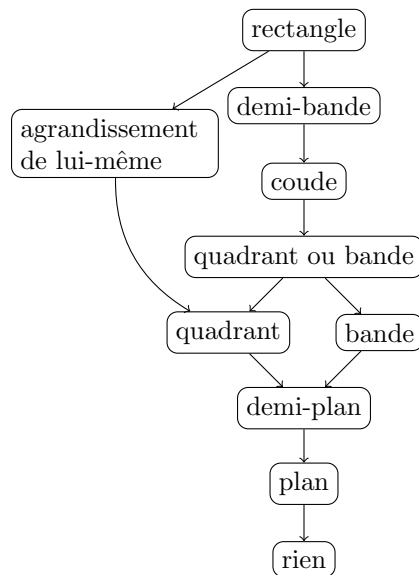 rectangle
demi-bande
agrandissement
de lui-même
coude
quadrant ou bande
quadrant
bande
demi-plan
plan
rien